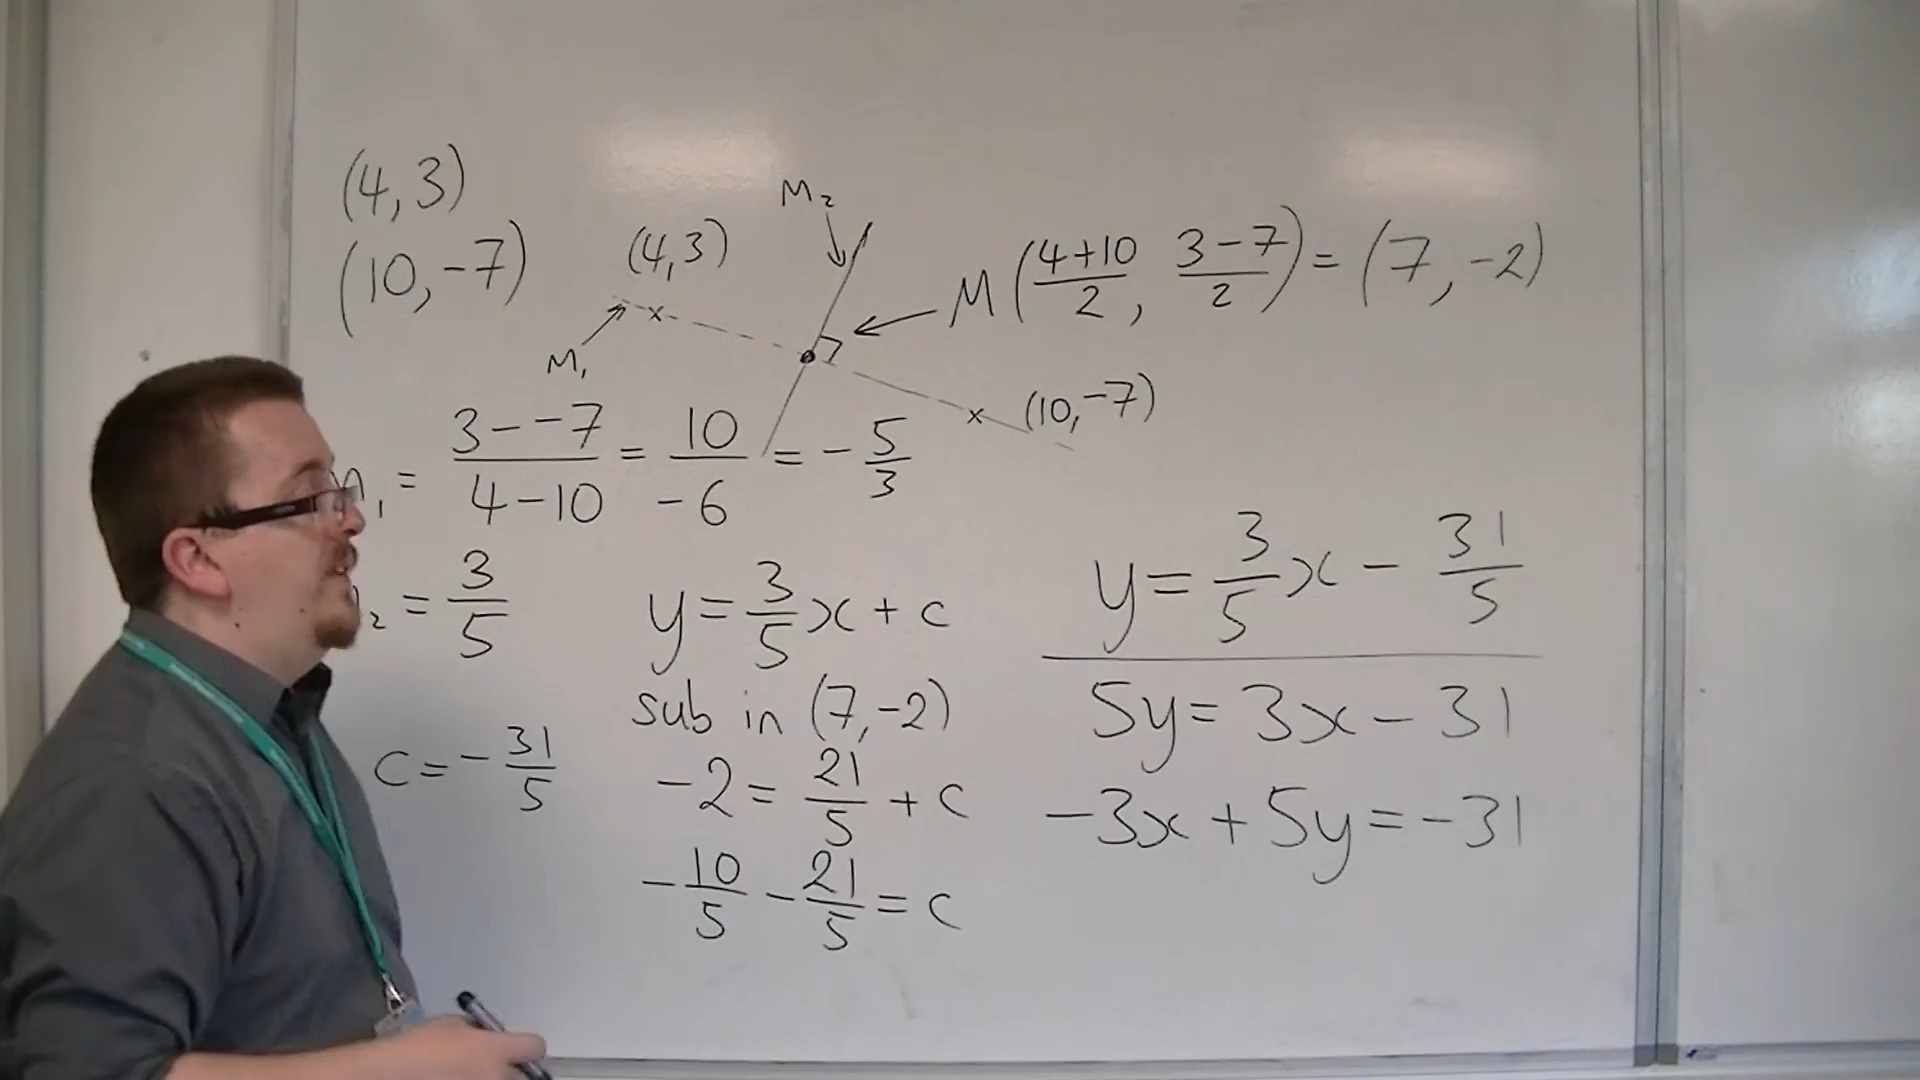 (4,3)
(10,-7)
(4,3)
M₂
M₁
M(4+10/2, 3-7/2) = (7,-2)
(10,-7)
₁ = 3--7/4-10 = 10/-6 = -5/3
₂ = 3/5
c = -31/5
y = 3/5x + c
sub in (7,-2)
-2 = 21/5 + c
-10/5 - 21/5 = c
y = 3/5x - 31/5
5y = 3x - 31
-3x + 5y = -31